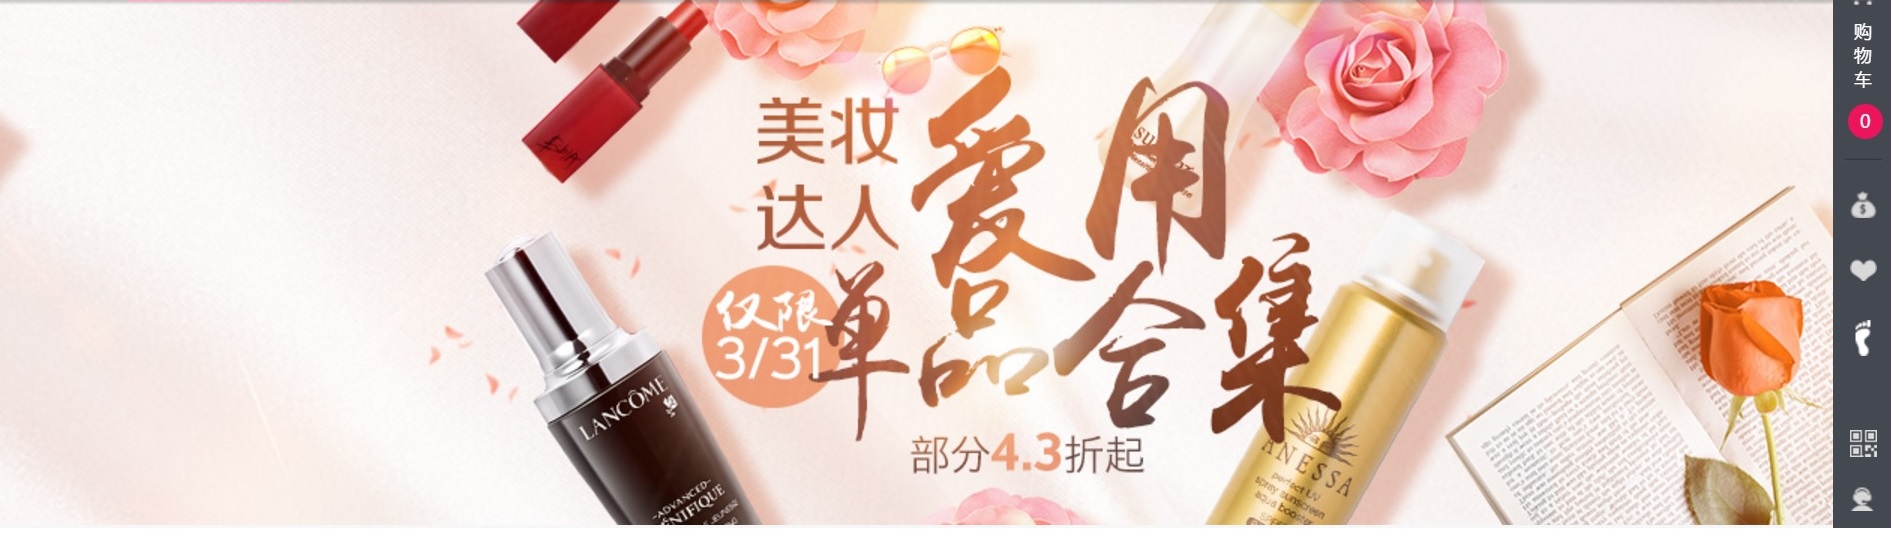 美妆
达人
爱用
单品合集
仅限
3/31
部分4.3折起
LANCÔME
ADVANCED
ANESSA
perfect UV
spray sunscreen
aqua booster
购
物
车
0